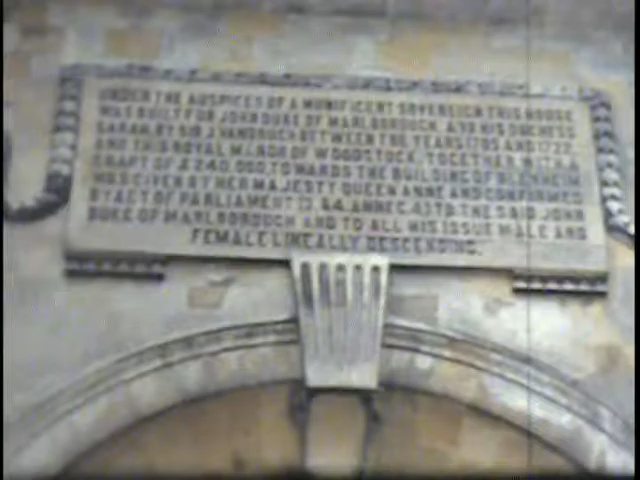 UNDER THE AUSPICES OF A MUNIFICENT SOVEREIGN THIS HOUSE
WAS BUILT FOR JOHN DUKE OF MARLBOROUGH, AND HIS DUCHESS
SARAH, BY SIR J VANBRUGH BETWEEN THE YEARS 1705 AND 1722.
AND THIS ROYAL MANOR OF WOODSTOCK, TOGETHER WITH A
GRANT OF £240,000, TOWARDS THE BUILDING OF BLENHEIM
WAS GIVEN BY HER MAJESTY QUEEN ANNE AND CONFIRMED
BY ACT OF PARLIAMENT TO THE SAID JOHN
DUKE OF MARLBOROUGH AND TO ALL HIS ISSUE MALE AND
FEMALE LINEALLY DESCENDING.